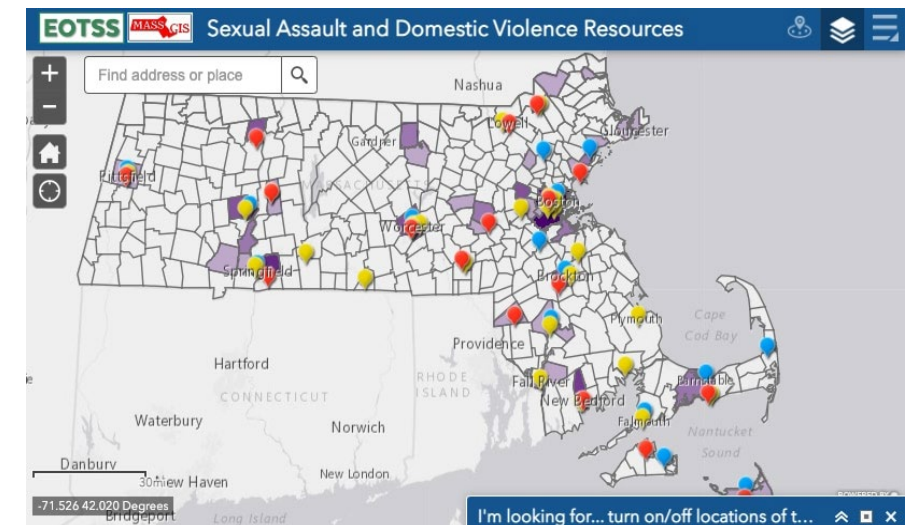 EOTSS MASSGIS Sexual Assault and Domestic Violence Resources
+ Find address or place
−
Nashua
Lowell
Gloucester
Gardner
Pittsfield
MASSACHUSETTS
Boston
Worcester
Springfield
Brockton
Plymouth
Cape
Cod Bay
Providence
Hartford
RHODE
ISLAND
Fall River
Barnstable
CONNECTICUT
New Bedford
Waterbury
Norwich
Falmouth
Nantucket
Sound
Danbury
New London
30mi
New Haven
-71.526 42.020 Degrees
POWERED BY
Bridgeport
Long Island
I'm looking for... turn on/off locations of t...